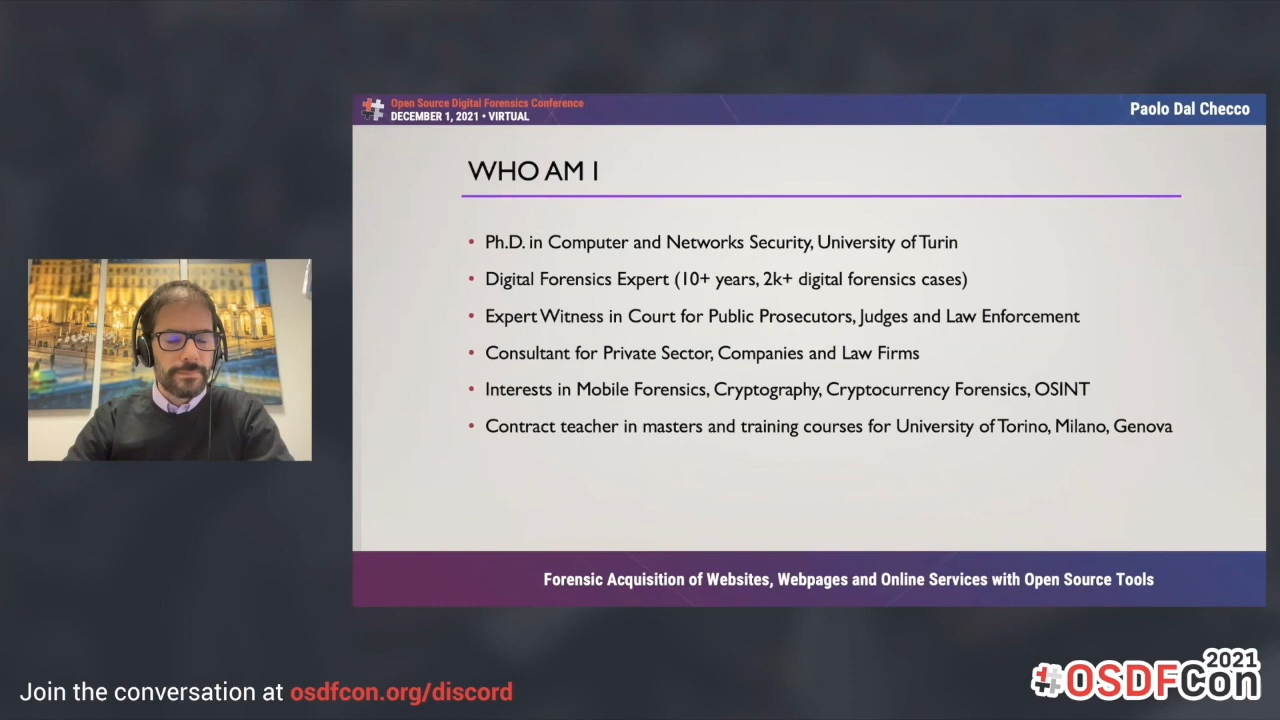 Open Source Digital Forensics Conference
DECEMBER 1, 2021 • VIRTUAL
Paolo Dal Checco
WHO AM I
• Ph.D. in Computer and Networks Security, University of Turin
• Digital Forensics Expert (10+ years, 2k+ digital forensics cases)
• Expert Witness in Court for Public Prosecutors, Judges and Law Enforcement
• Consultant for Private Sector, Companies and Law Firms
• Interests in Mobile Forensics, Cryptography, Cryptocurrency Forensics, OSINT
• Contract teacher in masters and training courses for University of Torino, Milano, Genova
Forensic Acquisition of Websites, Webpages and Online Services with Open Source Tools
Join the conversation at osdfcon.org/discord
2021
#OSDFCon